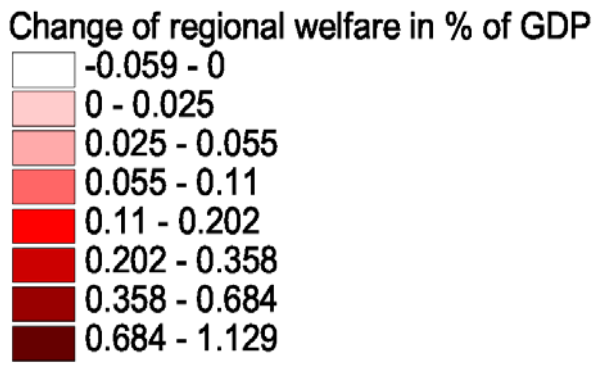 Change of regional welfare in % of GDP
-0.059 - 0
0 - 0.025
0.025 - 0.055
0.055 - 0.11
0.11 - 0.202
0.202 - 0.358
0.358 - 0.684
0.684 - 1.129